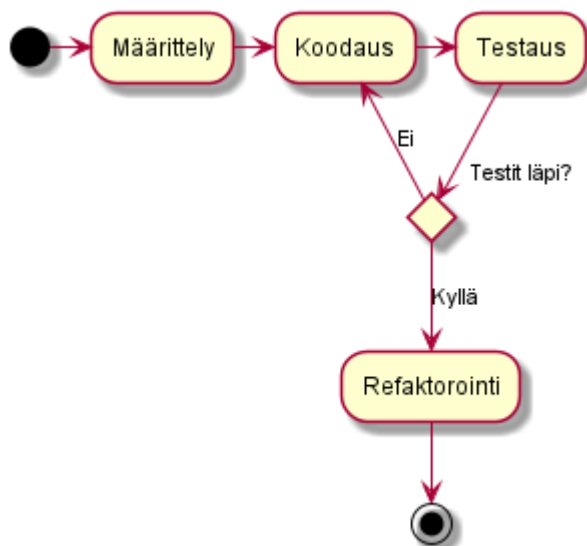 Määrittely
Koodaus
Testaus
Ei
Testit läpi?
Kyllä
Refaktorointi